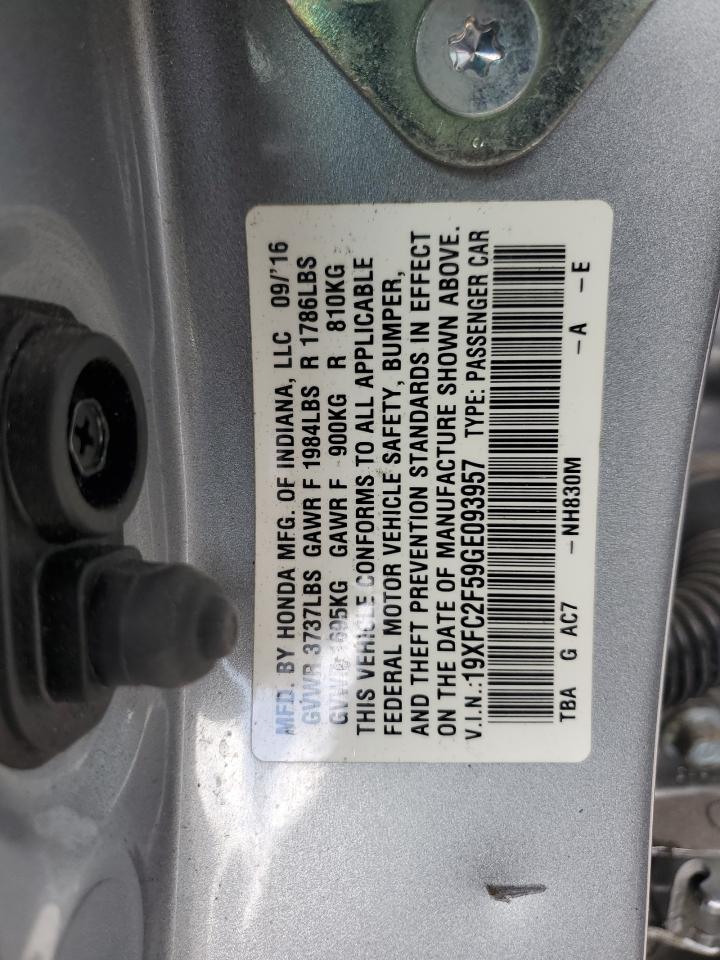 MFD. BY HONDA MFG. OF INDIANA, LLC 09/'16
GVWR 3737LBS GAWR F 1984LBS R 1786LBS
GAWR F 900KG R 810KG
THIS VEHICLE CONFORMS TO ALL APPLICABLE
FEDERAL MOTOR VEHICLE SAFETY, BUMPER,
AND THEFT PREVENTION STANDARDS IN EFFECT
ON THE DATE OF MANUFACTURE SHOWN ABOVE.
V.I.N.:19XFC2F59GE093957 TYPE: PASSENGER CAR
TBA G AC7 -NH830M -A -E